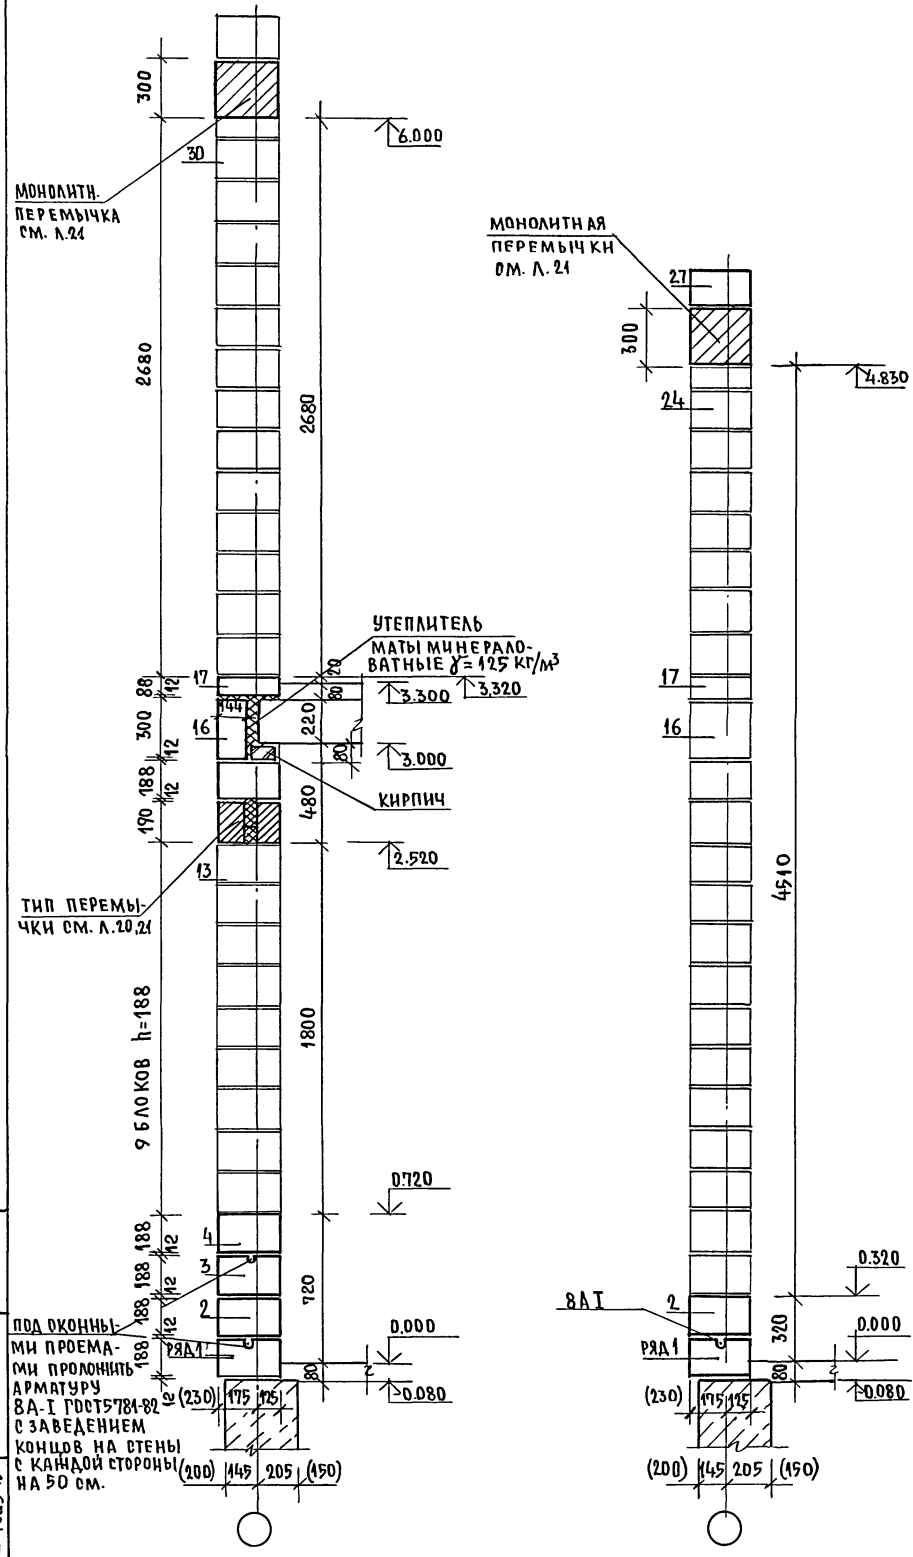 300
6.000
30
МОНОЛИТН.
ПЕРЕМЫЧКА
СМ. Л.21
2680
2680
УТЕПЛИТЕЛЬ
МАТЫ МИНЕРАЛО-
ВАТНЫЕ γ=125 КГ/М³
88
12
17
20
80
3.300
3.320
300
12
144
16
220
80
3.000
188
12
КИРПИЧ
480
190
2.520
13
ТИП ПЕРЕМЫ-
ЧКИ СМ. Л.20,21
9 БЛОКОВ h=188
1800
0.720
188
12
4
188
12
3
188
12
2
720
188
РЯД 1
0.000
80
-0.080
12
ПОД ОКОННЫ-
МИ ПРОЕМА-
МИ ПРОЛОЖИТЬ
АРМАТУРУ
8А-I ГОСТ5781-82
С ЗАВЕДЕНИЕМ
КОНЦОВ НА СТЕНЫ
С КАЖДОЙ СТОРОНЫ
НА 50 СМ.
(230) 175 125
(200) 145 205 (150)
МОНОЛИТНАЯ
ПЕРЕМЫЧКИ
ОМ. Л. 21
27
300
4.830
24
17
16
4510
0.320
8АI
2
320
0.000
РЯД 1
80
-0.080
(230) 175 125
(200) 145 205 (150)